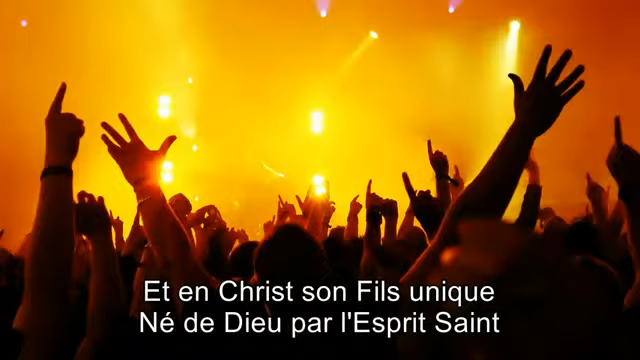 Et en Christ son Fils unique
Né de Dieu par l'Esprit Saint